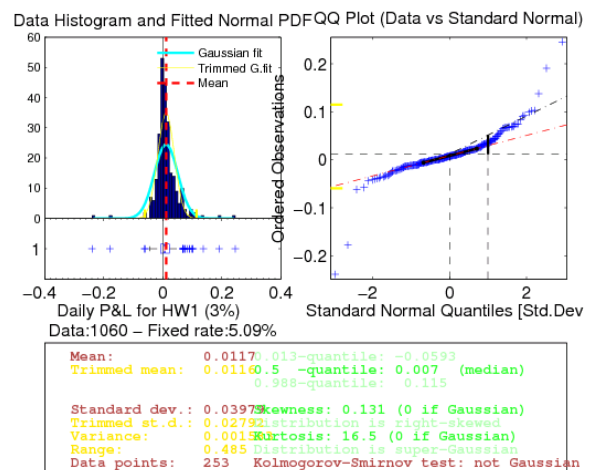 Data Histogram and Fitted Normal PDF
QQ Plot (Data vs Standard Normal)
60
50
40
30
20
10
0
1
Gaussian fit
Trimmed G.fit
Mean
−0.4 −0.2 0 0.2 0.4
Daily P&L for HW1 (3%)
Data:1060 − Fixed rate:5.09%
Ordered Observations
0.2
0.1
0
−0.1
−0.2
−2 0 2
Standard Normal Quantiles [Std.Dev
Mean: 0.0117 0.013-quantile: -0.0593
Trimmed mean: 0.0116 0.5 -quantile: 0.007 (median)
0.988-quantile: 0.115
Standard dev.: 0.03979 Skewness: 0.131 (0 if Gaussian)
Trimmed st.d.: 0.0279 Distribution is right-skewed
Variance: Kurtosis: 16.5 (0 if Gaussian)
Range: 0.485 Distribution is super-Gaussian
Data points: 253 Kolmogorov-Smirnov test: not Gaussian